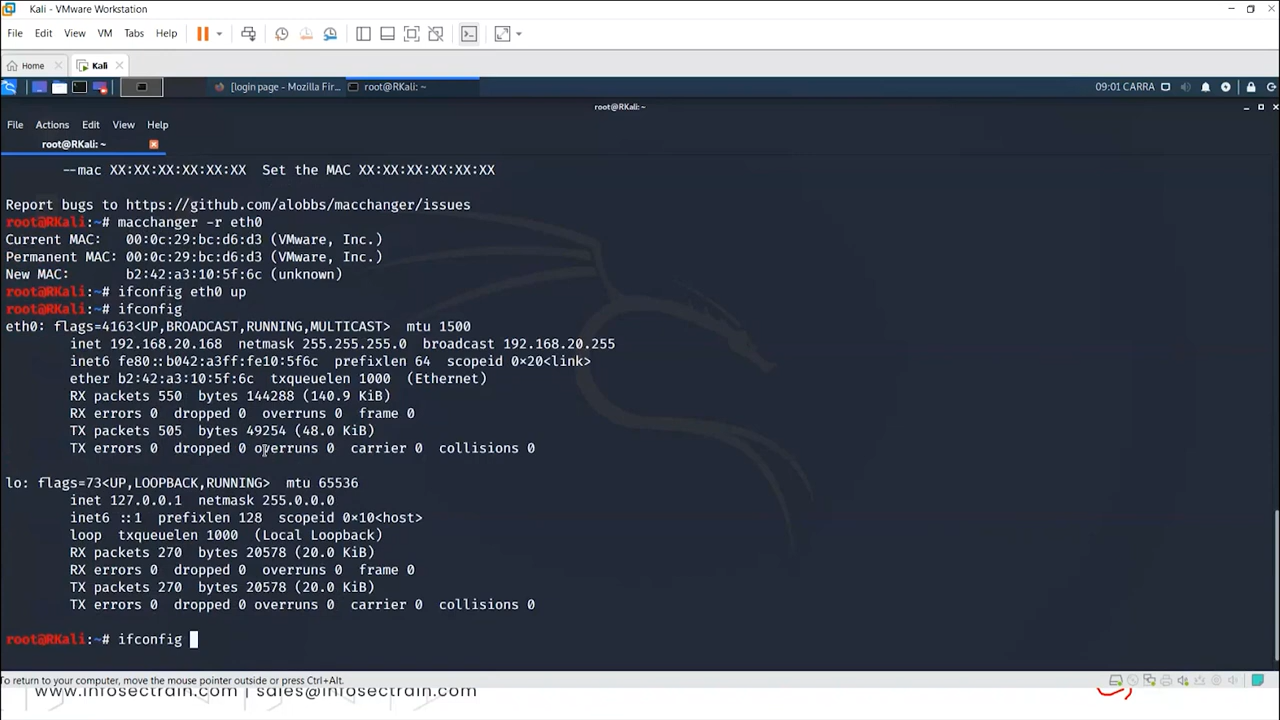 Kali - VMware Workstation
File Edit View VM Tabs Help
Home Kali
[login page - Mozilla Fir... root@RKali: ~ 09:01 CARRA
root@RKali: ~
File Actions Edit View Help
root@RKali: ~
--mac XX:XX:XX:XX:XX:XX Set the MAC XX:XX:XX:XX:XX:XX
Report bugs to https://github.com/alobbs/macchanger/issues
root@RKali:~# macchanger -r eth0
Current MAC: 00:0c:29:bc:d6:d3 (VMware, Inc.)
Permanent MAC: 00:0c:29:bc:d6:d3 (VMware, Inc.)
New MAC: b2:42:a3:10:5f:6c (unknown)
root@RKali:~# ifconfig eth0 up
root@RKali:~# ifconfig
eth0: flags=4163<UP,BROADCAST,RUNNING,MULTICAST> mtu 1500
inet 192.168.20.168 netmask 255.255.255.0 broadcast 192.168.20.255
inet6 fe80::b042:a3ff:fe10:5f6c prefixlen 64 scopeid 0x20<link>
ether b2:42:a3:10:5f:6c txqueuelen 1000 (Ethernet)
RX packets 550 bytes 144288 (140.9 KiB)
RX errors 0 dropped 0 overruns 0 frame 0
TX packets 505 bytes 49254 (48.0 KiB)
TX errors 0 dropped 0 overruns 0 carrier 0 collisions 0
lo: flags=73<UP,LOOPBACK,RUNNING> mtu 65536
inet 127.0.0.1 netmask 255.0.0.0
inet6 ::1 prefixlen 128 scopeid 0x10<host>
loop txqueuelen 1000 (Local Loopback)
RX packets 270 bytes 20578 (20.0 KiB)
RX errors 0 dropped 0 overruns 0 frame 0
TX packets 270 bytes 20578 (20.0 KiB)
TX errors 0 dropped 0 overruns 0 carrier 0 collisions 0
root@RKali:~# ifconfig
To return to your computer, move the mouse pointer outside or press Ctrl+Alt.
www.infosectrain.com | sales@infosectrain.com